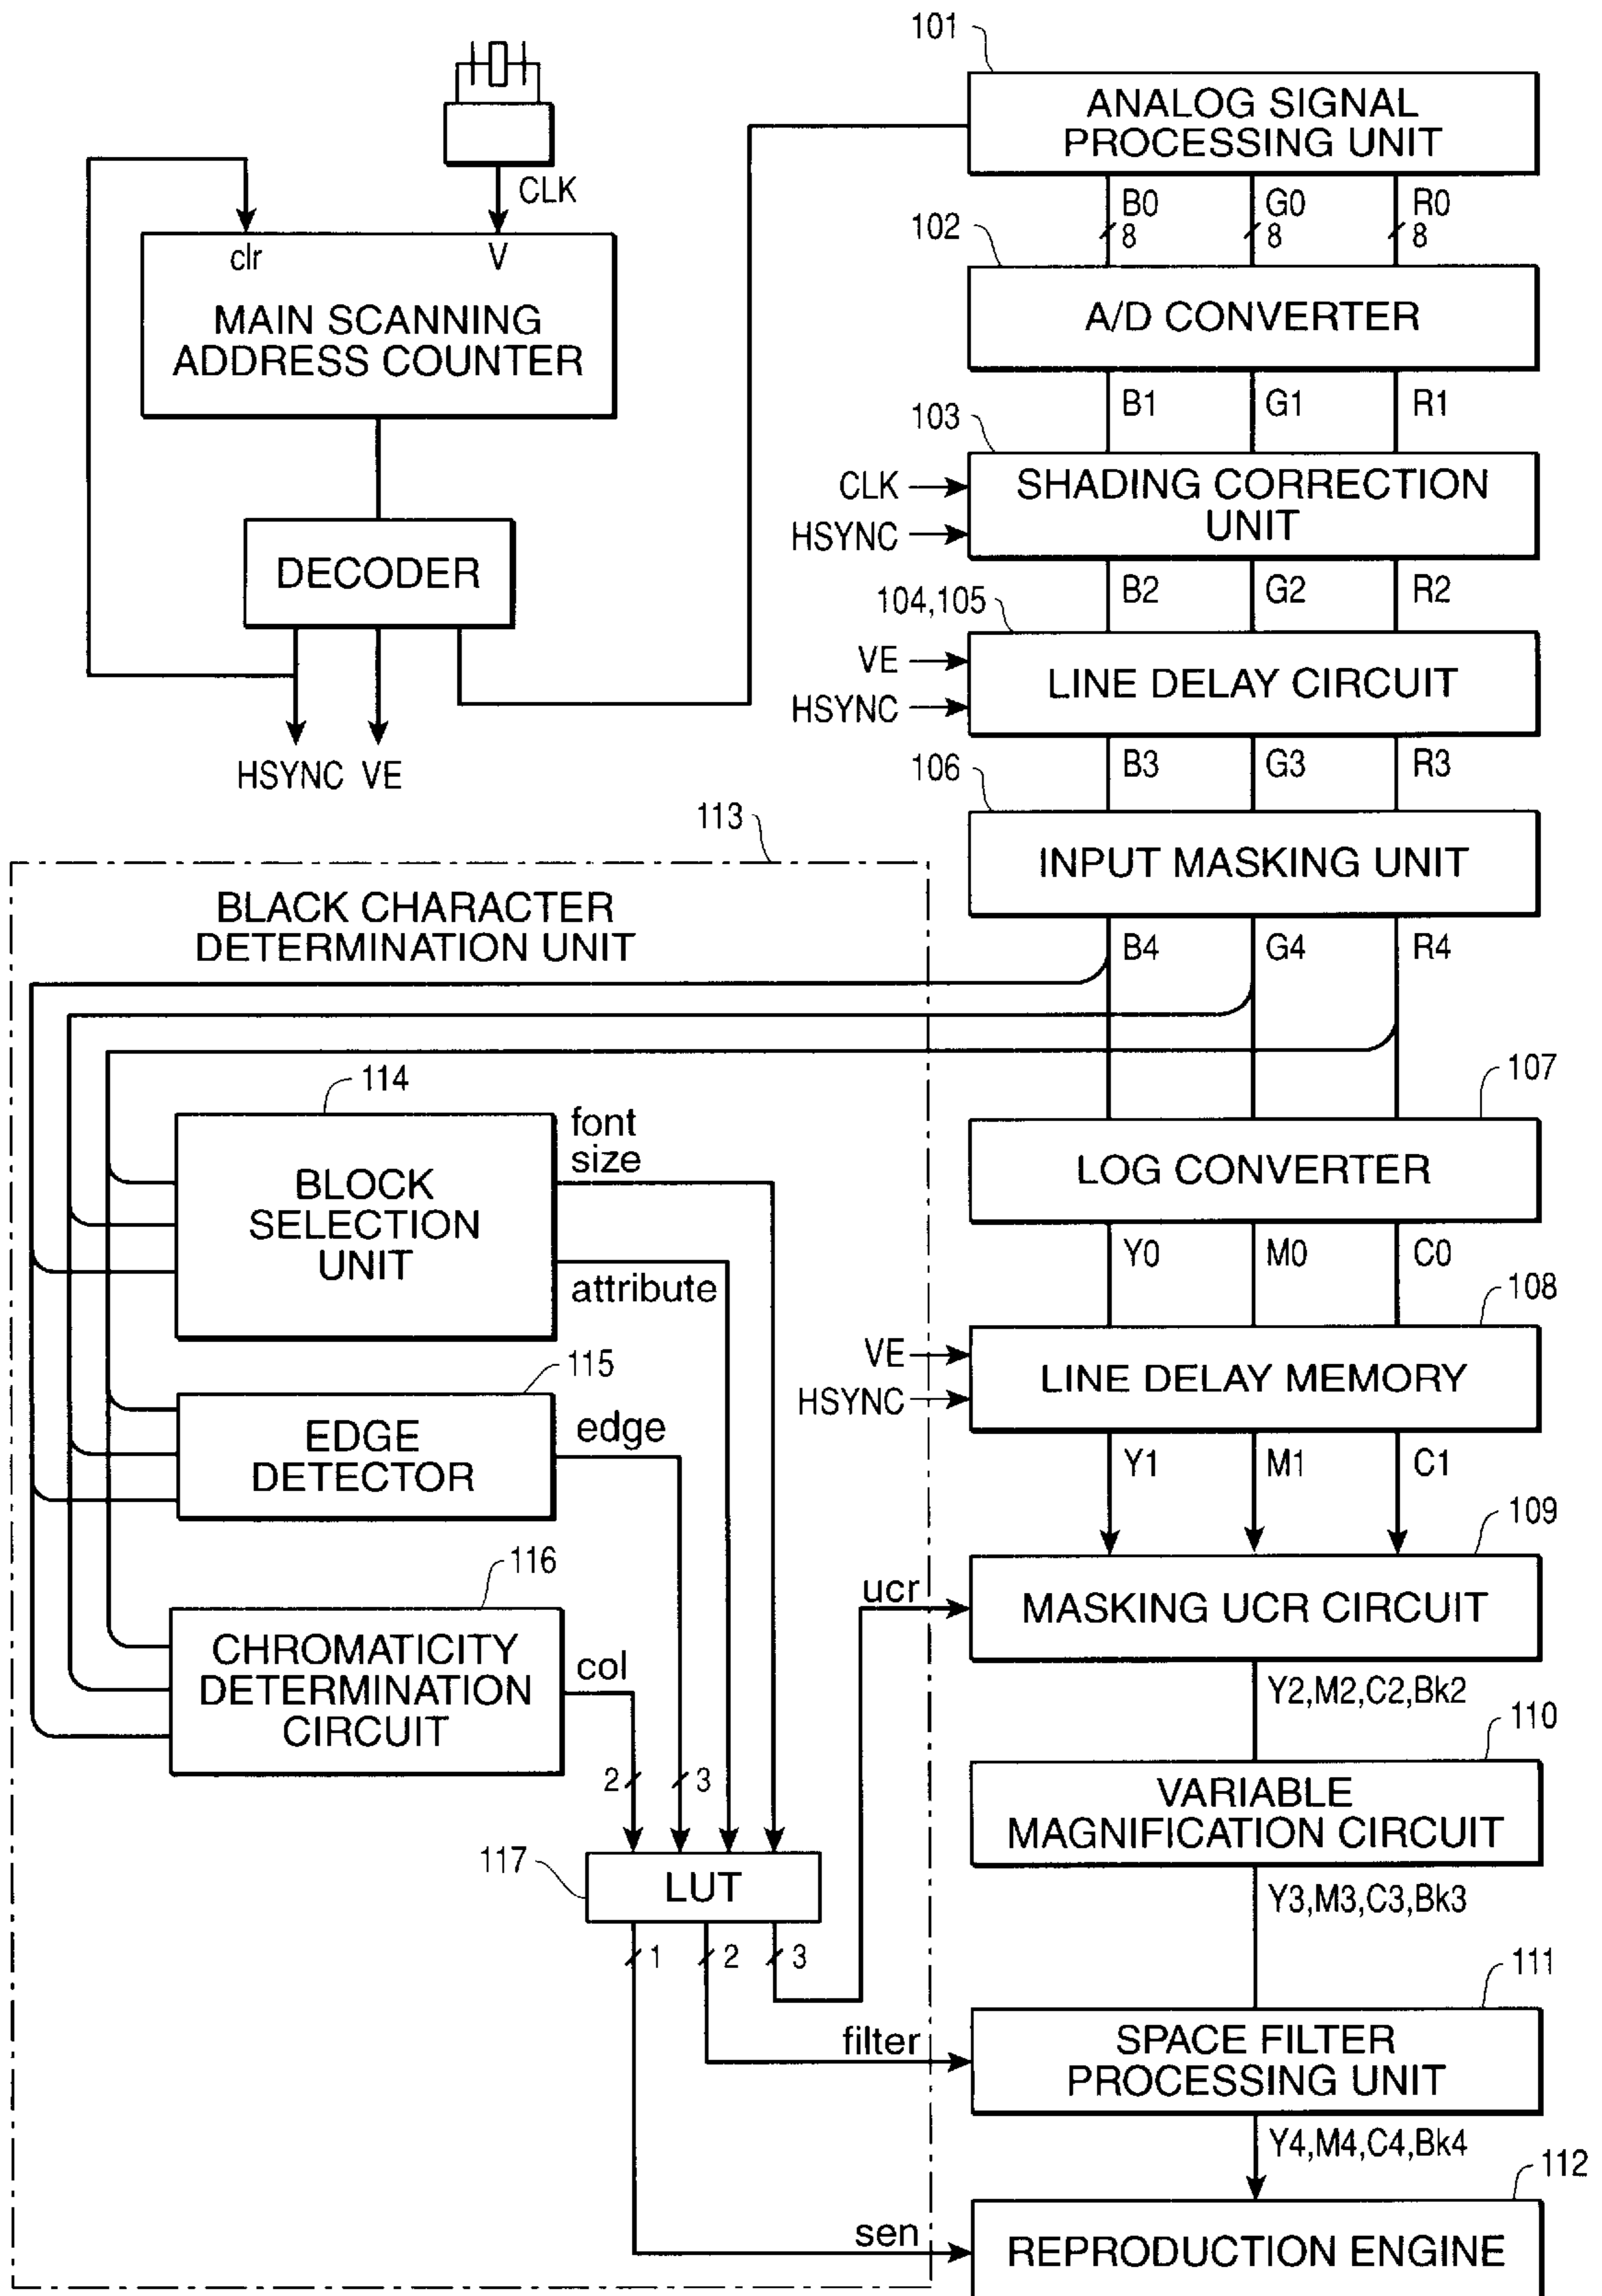 101
ANALOG SIGNAL
PROCESSING UNIT
CLK
B0
G0
R0
8
8
8
clr
V
MAIN SCANNING
ADDRESS COUNTER
102
A/D CONVERTER
B1
G1
R1
103
CLK
HSYNC
SHADING CORRECTION
UNIT
DECODER
B2
G2
R2
104,105
VE
HSYNC
LINE DELAY CIRCUIT
HSYNC VE
B3
G3
R3
106
INPUT MASKING UNIT
113
BLACK CHARACTER
DETERMINATION UNIT
B4
G4
R4
114
BLOCK
SELECTION
UNIT
font
size
attribute
107
LOG CONVERTER
Y0
M0
C0
108
VE
HSYNC
LINE DELAY MEMORY
115
EDGE
DETECTOR
edge
Y1
M1
C1
109
MASKING UCR CIRCUIT
ucr
116
CHROMATICITY
DETERMINATION
CIRCUIT
col
Y2,M2,C2,Bk2
110
VARIABLE
MAGNIFICATION CIRCUIT
2
3
117
LUT
Y3,M3,C3,Bk3
1
2
3
111
filter
SPACE FILTER
PROCESSING UNIT
Y4,M4,C4,Bk4
112
sen
REPRODUCTION ENGINE